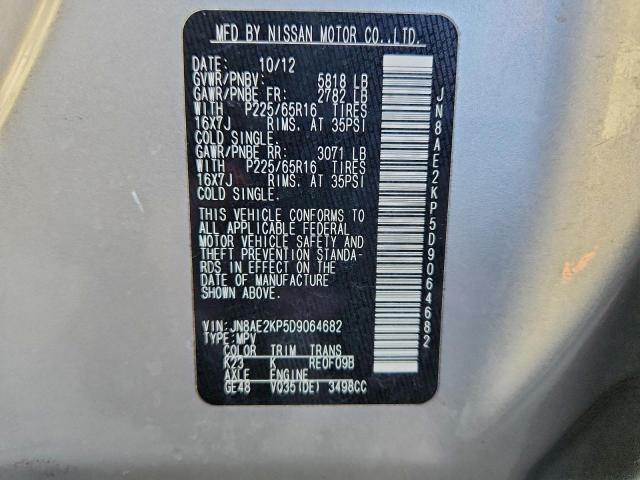 MFD BY NISSAN MOTOR CO.,LTD.
DATE: 10/12
GVWR/PNBV: 5818 LB
GAWR/PNBE FR: 2782 LB
WITH P225/65R16 TIRES
16X7J RIMS. AT 35PSI
COLD SINGLE.
GAWR/PNBE RR: 3071 LB
WITH P225/65R16 TIRES
16X7J RIMS. AT 35PSI
COLD SINGLE.
THIS VEHICLE CONFORMS TO
ALL APPLICABLE FEDERAL
MOTOR VEHICLE SAFETY AND
THEFT PREVENTION STANDA-
RDS IN EFFECT ON THE
DATE OF MANUFACTURE
SHOWN ABOVE.
VIN:JN8AE2KP5D9064682
TYPE:MPV
COLOR TRIM TRANS
K23 K RE0F09B
AXLE ENGINE
GE48 VQ35(DE) 3498CC
JN8AE2KP5D9064682